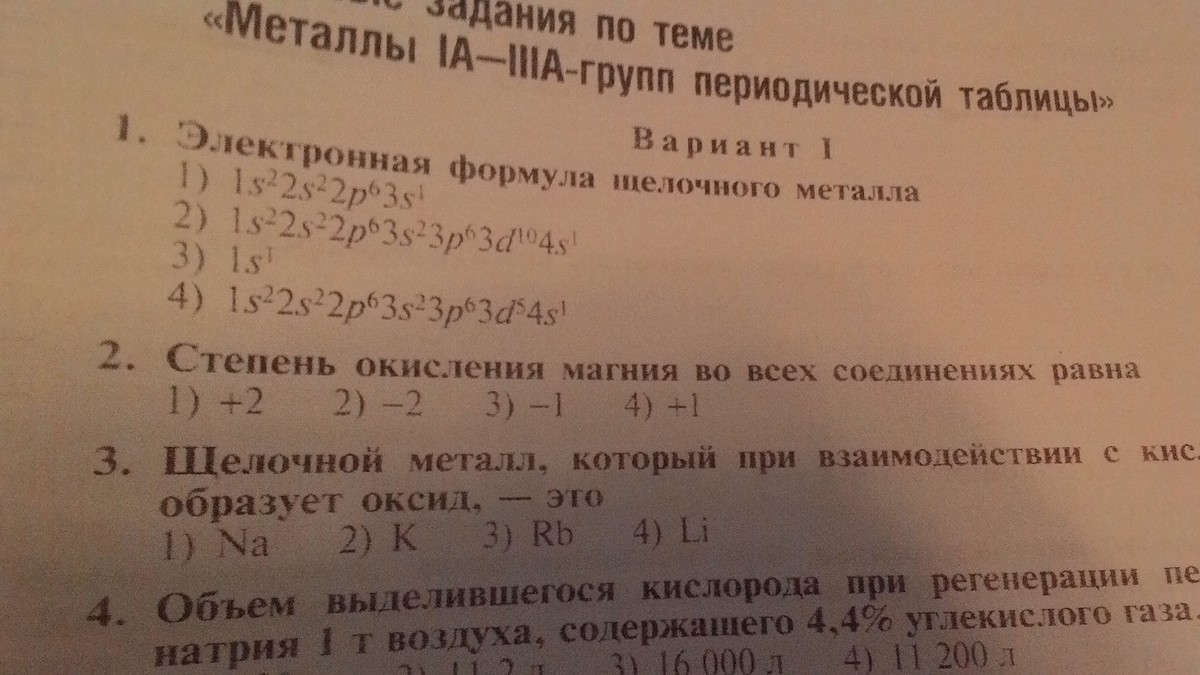 задания по теме
«Металлы IA—IIIA-групп периодической таблицы»
Вариант I
1. Электронная формула щелочного металла
1) 1s²2s²2p⁶3s¹
2) 1s²2s²2p⁶3s²3p⁶3d¹⁰4s¹
3) 1s¹
4) 1s²2s²2p⁶3s²3p⁶3d⁵4s¹
2. Степень окисления магния во всех соединениях равна
1) +2 2) –2 3) –1 4) +1
3. Щелочной металл, который при взаимодействии с
образует оксид, — это
1) Na 2) K 3) Rb 4) Li
4. Объем выделившегося кислорода при регенерации
натрия 1 т воздуха, содержащего 4,4% углекислого газа.
2) 11,2 л 3) 16 000 л 4) 11 200 л